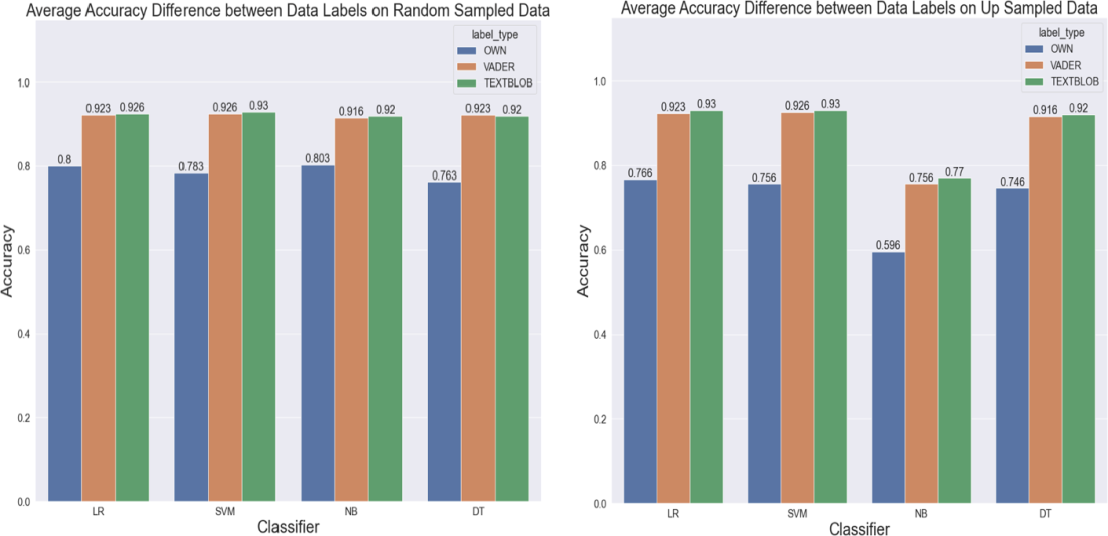 Average Accuracy Difference between Data Labels on Random Sampled Data
label_type
OWN
VADER
TEXTBLOB
1.0
0.8
0.6
0.4
0.2
0.0
Accuracy
0.8 0.923 0.926
0.783 0.926 0.93
0.803 0.916 0.92
0.763 0.923 0.92
LR SVM NB DT
Classifier
Average Accuracy Difference between Data Labels on Up Sampled Data
label_type
OWN
VADER
TEXTBLOB
1.0
0.8
0.6
0.4
0.2
0.0
Accuracy
0.766 0.923 0.93
0.756 0.926 0.93
0.596 0.756 0.77
0.746 0.916 0.92
LR SVM NB DT
Classifier